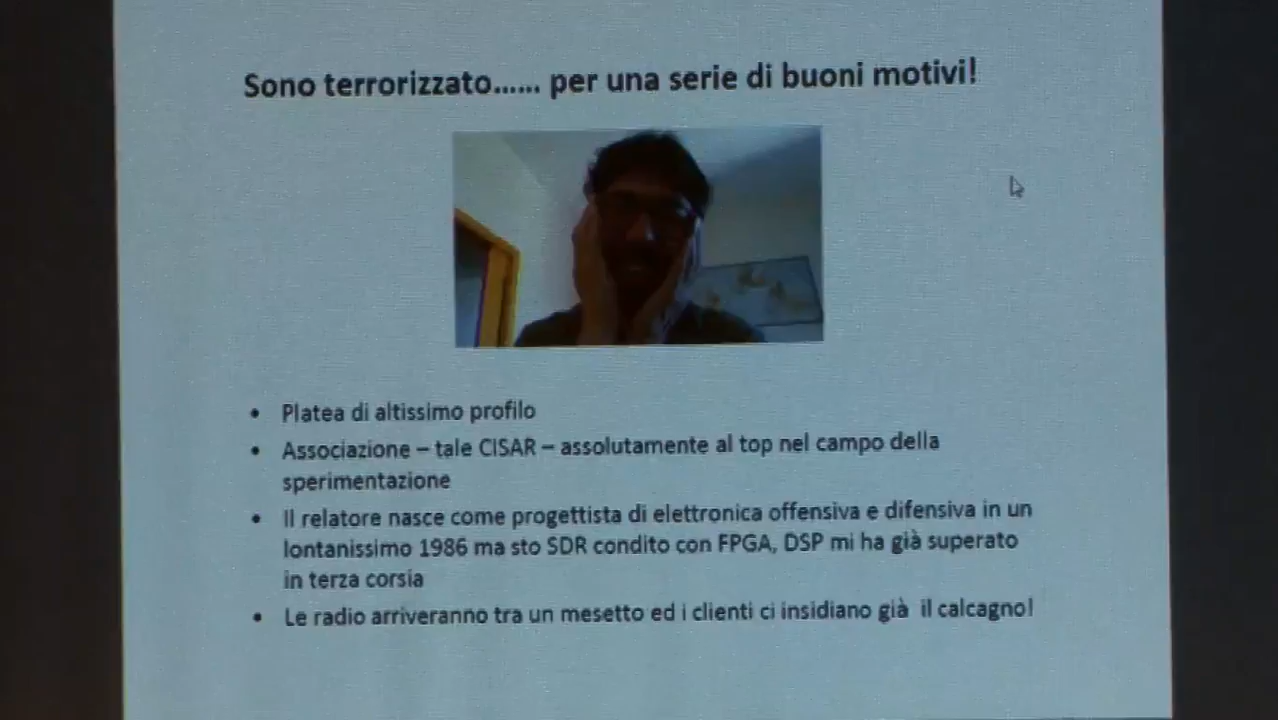 Sono terrorizzato...... per una serie di buoni motivi!
• Platea di altissimo profilo
• Associazione – tale CISAR – assolutamente al top nel campo della
sperimentazione
• Il relatore nasce come progettista di elettronica offensiva e difensiva in un
lontanissimo 1986 ma sto SDR condito con FPGA, DSP mi ha già superato
in terza corsia
• Le radio arriveranno tra un mesetto ed i clienti ci insidiano già il calcagno!